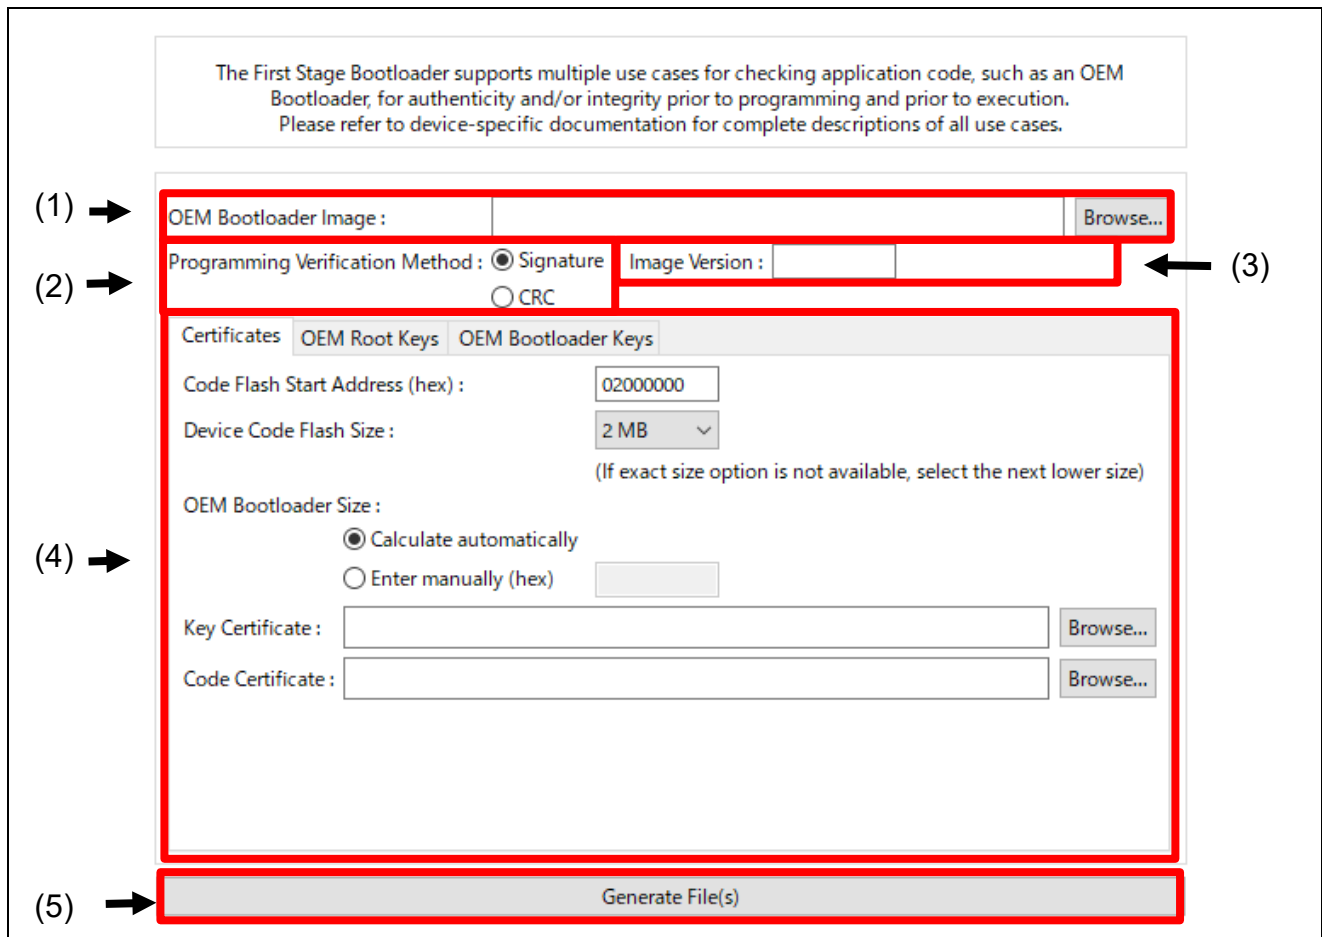 The First Stage Bootloader supports multiple use cases for checking application code, such as an OEM
Bootloader, for authenticity and/or integrity prior to programming and prior to execution.
Please refer to device-specific documentation for complete descriptions of all use cases.
(1)
OEM Bootloader Image :
Browse...
(2)
Programming Verification Method :
Signature
CRC
Image Version :
(3)
Certificates
OEM Root Keys
OEM Bootloader Keys
Code Flash Start Address (hex) :
02000000
Device Code Flash Size :
2 MB
(If exact size option is not available, select the next lower size)
OEM Bootloader Size :
(4)
Calculate automatically
Enter manually (hex)
Key Certificate :
Browse...
Code Certificate :
Browse...
(5)
Generate File(s)